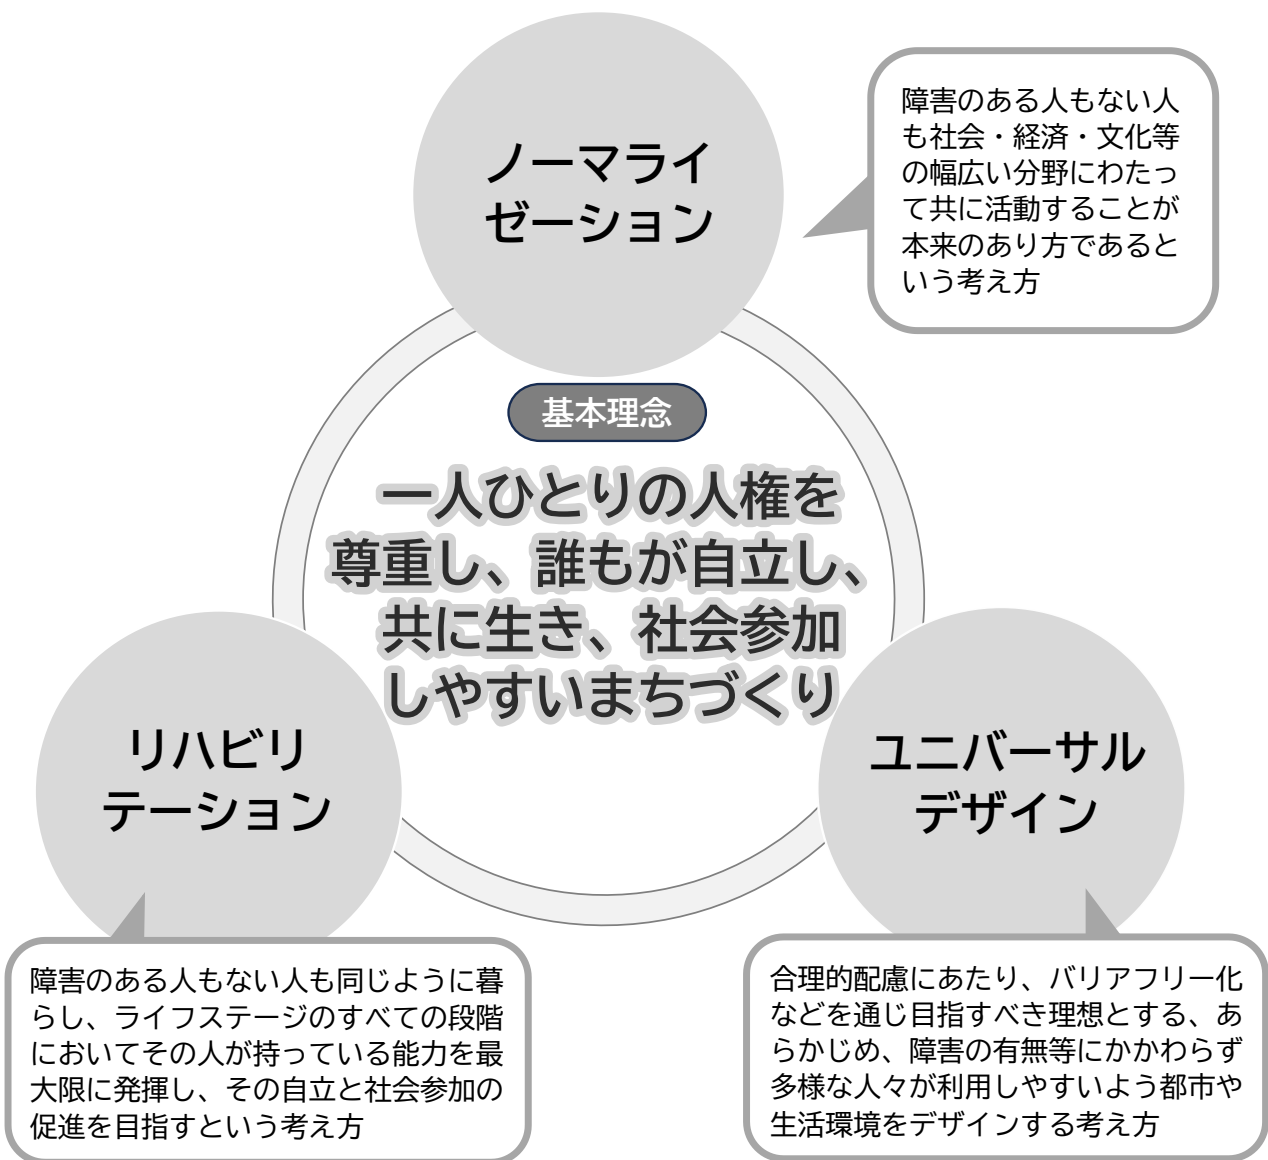 ノーマライ
ゼーション
障害のある人もない人
も社会・経済・文化等
の幅広い分野にわたっ
て共に活動することが
本来のあり方であると
いう考え方
基本理念
一人ひとりの人権を
尊重し、誰もが自立し、
共に生き、社会参加
しやすいまちづくり
リハビリ
テーション
ユニバーサル
デザイン
障害のある人もない人も同じように暮
らし、ライフステージのすべての段階
においてその人が持っている能力を最
大限に発揮し、その自立と社会参加の
促進を目指すという考え方
合理的配慮にあたり、バリアフリー化
などを通じ目指すべき理想とする、あ
らかじめ、障害の有無等にかかわらず
多様な人々が利用しやすいよう都市や
生活環境をデザインする考え方